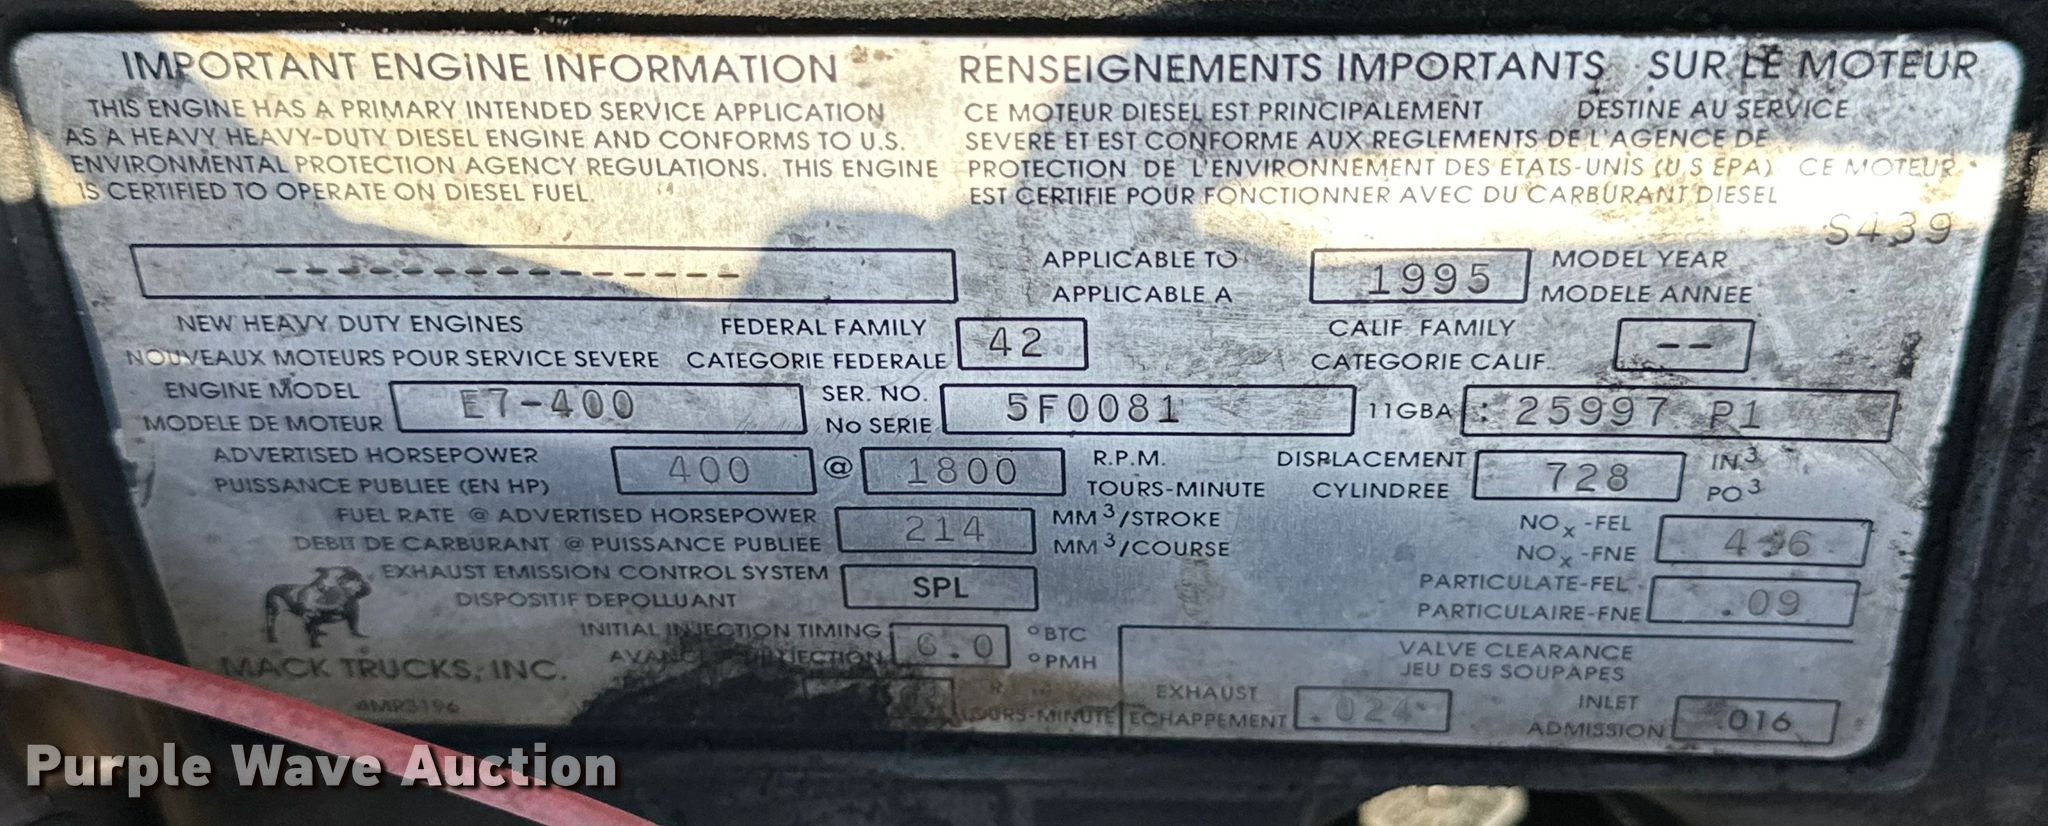 IMPORTANT ENGINE INFORMATION
THIS ENGINE HAS A PRIMARY INTENDED SERVICE APPLICATION
AS A HEAVY HEAVY-DUTY DIESEL ENGINE AND CONFORMS TO U.S.
ENVIRONMENTAL PROTECTION AGENCY REGULATIONS. THIS ENGINE
IS CERTIFIED TO OPERATE ON DIESEL FUEL.
RENSEIGNEMENTS IMPORTANTS SUR LE MOTEUR
CE MOTEUR DIESEL EST PRINCIPALEMENT DESTINE AU SERVICE
SEVERE ET EST CONFORME AUX REGLEMENTS DE L'AGENCE DE
PROTECTION DE L'ENVIRONNEMENT DES ETATS-UNIS (U S EPA) CE MOTEUR
EST CERTIFIE POUR FONCTIONNER AVEC DU CARBURANT DIESEL
S439
--------------- APPLICABLE TO 1995 MODEL YEAR
APPLICABLE A MODELE ANNEE
NEW HEAVY DUTY ENGINES FEDERAL FAMILY 42 CALIF. FAMILY --
NOUVEAUX MOTEURS POUR SERVICE SEVERE CATEGORIE FEDERALE CATEGORIE CALIF.
ENGINE MODEL E7-400 SER. NO. 5F0081 11GBA : 25997 P1
MODELE DE MOTEUR No SERIE
ADVERTISED HORSEPOWER 400 @ 1800 R.P.M. DISPLACEMENT 728 IN.3
PUISSANCE PUBLIEE (EN HP) TOURS-MINUTE CYLINDREE PO3
FUEL RATE @ ADVERTISED HORSEPOWER 214 MM3/STROKE NOx-FEL
DEBIT DE CARBURANT @ PUISSANCE PUBLIEE MM3/COURSE NOx-FNE
EXHAUST EMISSION CONTROL SYSTEM SPL PARTICULATE-FEL .09
DISPOSITIF DEPOLLUANT PARTICULAIRE-FNE
INITIAL INJECTION TIMING 6.0 °BTC VALVE CLEARANCE
°PMH JEU DES SOUPAPES
MACK TRUCKS, INC.
TOURS-MINUTE EXHAUST .024 INLET .016
ECHAPPEMENT ADMISSION
Purple Wave Auction